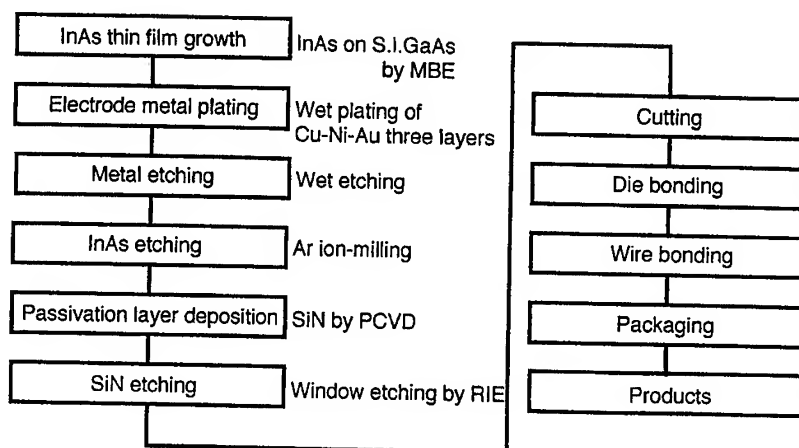 InAs thin film growth
InAs on S.I.GaAs
by MBE
Electrode metal plating
Wet plating of
Cu-Ni-Au three layers
Metal etching
Wet etching
InAs etching
Ar ion-milling
Passivation layer deposition
SiN by PCVD
SiN etching
Window etching by RIE
Cutting
Die bonding
Wire bonding
Packaging
Products